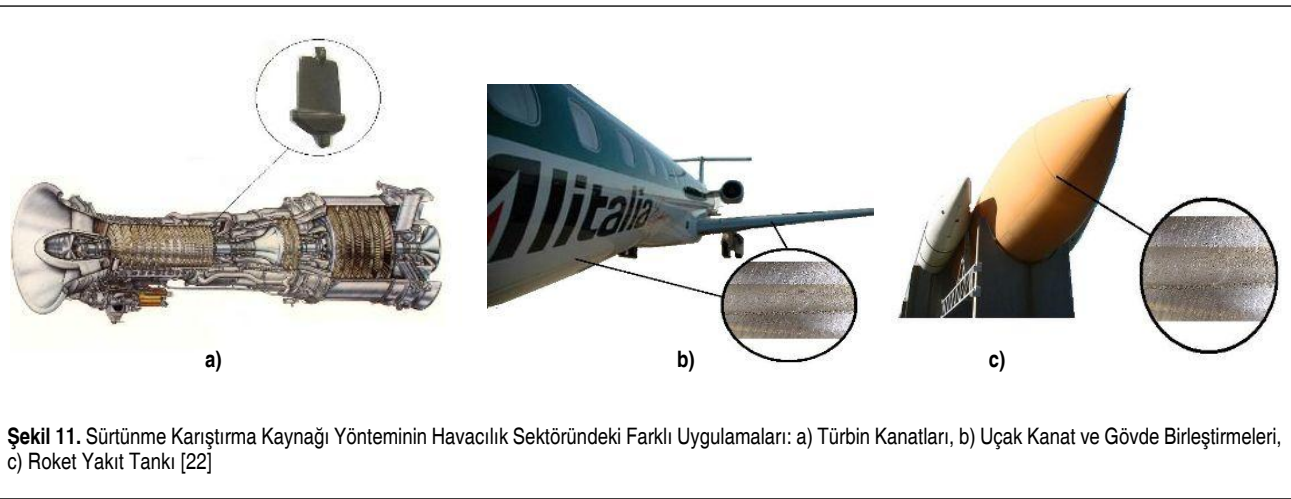 Alitalia
a)
b)
c)
Şekil 11. Sürtünme Karıştırma Kaynağı Yönteminin Havacılık Sektöründeki Farklı Uygulamaları: a) Türbin Kanatları, b) Uçak Kanat ve Gövde Birleştirmeleri,
c) Roket Yakıt Tankı [22]